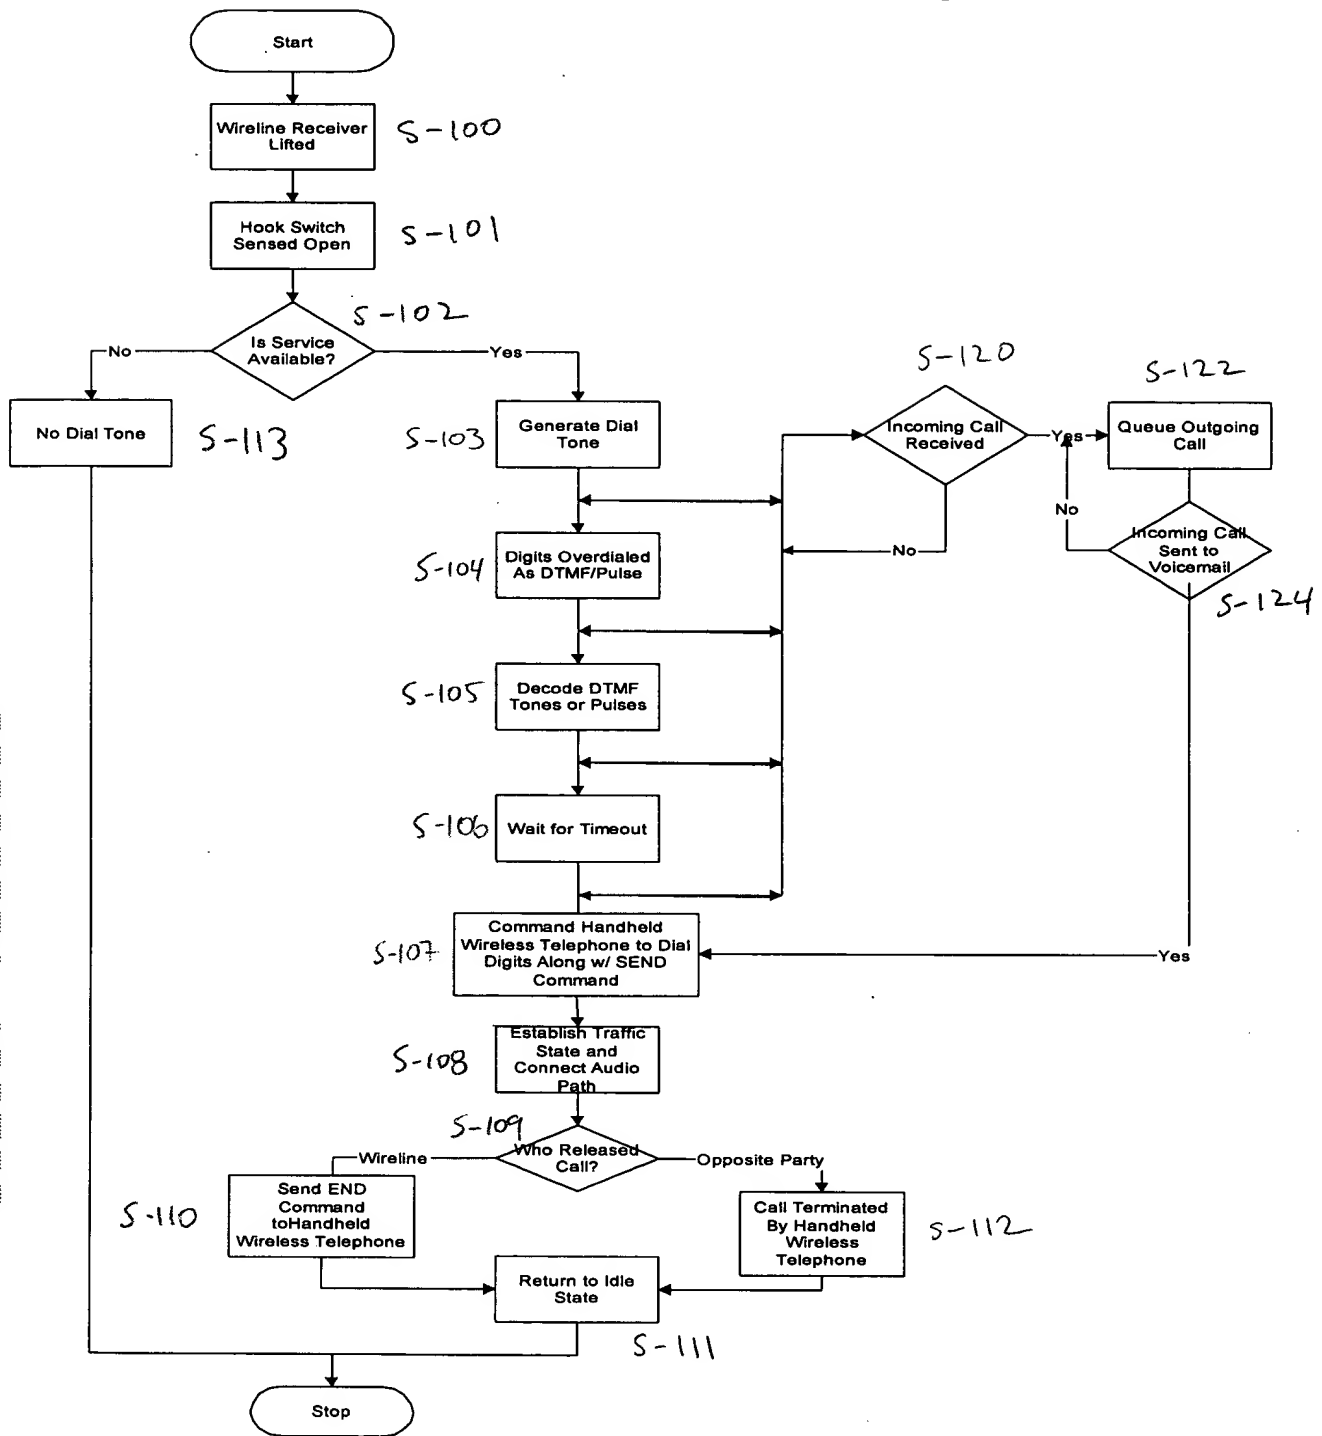 Start
Wireline Receiver
Lifted
S-100
Hook Switch
Sensed Open
S-101
S-102
Is Service
Available?
No
Yes
No Dial Tone
S-113
S-103
Generate Dial
Tone
S-120
Incoming Call
Received
Yes
No
S-122
Queue Outgoing
Call
No
Incoming Call
Sent to
Voicemail
S-124
Yes
S-104
Digits Overdialed
As DTMF/Pulse
S-105
Decode DTMF
Tones or Pulses
S-106
Wait for Timeout
S-107
Command Handheld
Wireless Telephone to Dial
Digits Along w/ SEND
Command
S-108
Establish Traffic
State and
Connect Audio
Path
S-109
Who Released
Call?
Wireline
Opposite Party
S-110
Send END
Command
toHandheld
Wireless Telephone
Call Terminated
By Handheld
Wireless
Telephone
S-112
Return to Idle
State
S-111
Stop